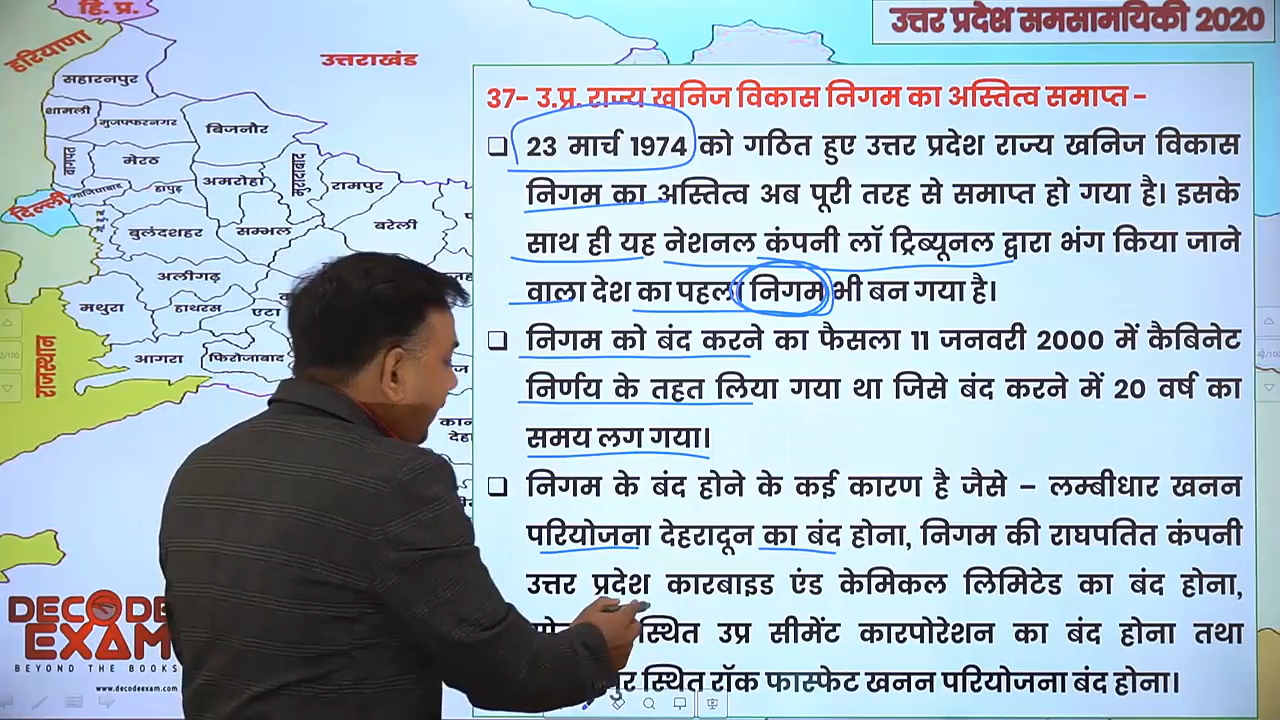 हि. प्र.
उत्तर प्रदेश समसामयिकी 2020
हरियाणा
उत्तराखंड
सहारनपुर
शामली
मुजफ्फरनगर
बिजनौर
बागपत
मेरठ
गाजियाबाद
हापुड़
अमरोहा
मुरादाबाद
रामपुर
दिल्ली
बुलंदशहर
सम्भल
बरेली
अलीगढ़
मथुरा
हाथरस
एटा
आगरा
फिरोजाबाद
राजस्थान
37- उ.प्र. राज्य खनिज विकास निगम का अस्तित्व समाप्त -
❑ 23 मार्च 1974 को गठित हुए उत्तर प्रदेश राज्य खनिज विकास
निगम का अस्तित्व अब पूरी तरह से समाप्त हो गया है। इसके
साथ ही यह नेशनल कंपनी लॉ ट्रिब्यूनल द्वारा भंग किया जाने
वाला देश का पहला निगम भी बन गया है।
❑ निगम को बंद करने का फैसला 11 जनवरी 2000 में कैबिनेट
निर्णय के तहत लिया गया था जिसे बंद करने में 20 वर्ष का
समय लग गया।
❑ निगम के बंद होने के कई कारण है जैसे – लम्बीधार खनन
परियोजना देहरादून का बंद होना, निगम की राघपतित कंपनी
उत्तर प्रदेश कारबाइड एंड केमिकल लिमिटेड का बंद होना,
स्थित उप्र सीमेंट कारपोरेशन का बंद होना तथा
स्थित रॉक फास्फेट खनन परियोजना बंद होना।
DECODE
EXAM
BEYOND THE BOOKS
www.decodeexam.com